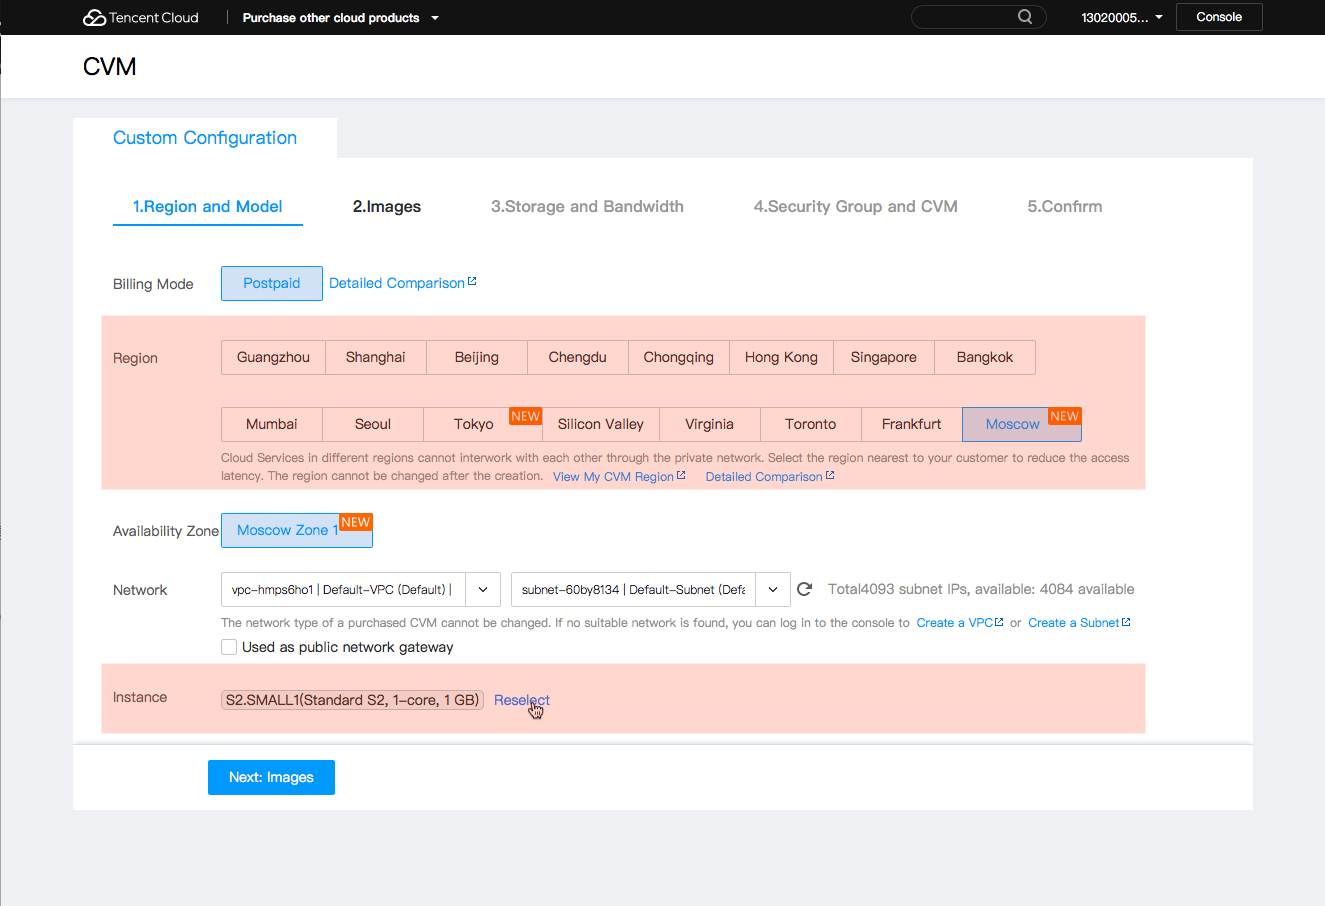 Tencent Cloud Purchase other cloud products 13020005... Console
CVM
Custom Configuration
1.Region and Model 2.Images 3.Storage and Bandwidth 4.Security Group and CVM 5.Confirm
Billing Mode Postpaid Detailed Comparison
Region Guangzhou Shanghai Beijing Chengdu Chongqing Hong Kong Singapore Bangkok
Mumbai Seoul Tokyo NEW Silicon Valley Virginia Toronto Frankfurt Moscow NEW
Cloud Services in different regions cannot interwork with each other through the private network. Select the region nearest to your customer to reduce the access
latency. The region cannot be changed after the creation. View My CVM Region Detailed Comparison
Availability Zone Moscow Zone 1 NEW
Network vpc-hmps6ho1 | Default-VPC (Default) | subnet-60by8134 | Default-Subnet (Defa Total4093 subnet IPs, available: 4084 available
The network type of a purchased CVM cannot be changed. If no suitable network is found, you can log in to the console to Create a VPC or Create a Subnet
Used as public network gateway
Instance S2.SMALL1(Standard S2, 1-core, 1 GB) Reselect
Next: Images